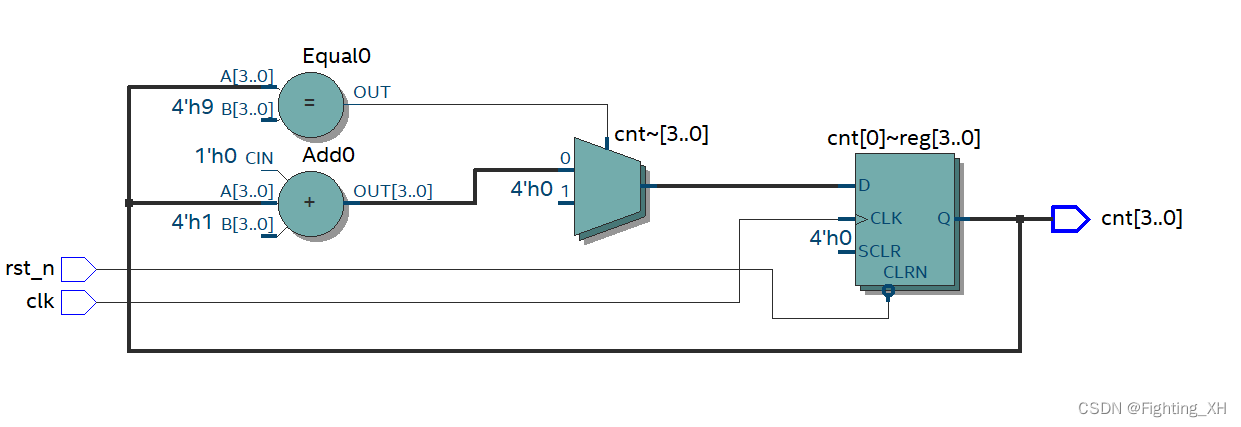 Equal0
A[3..0]
=
OUT
4'h9 B[3..0]
cnt~[3..0]
cnt[0]~reg[3..0]
1'h0 CIN
Add0
0
A[3..0]
+
OUT[3..0]
4'h0 1
D
4'h1 B[3..0]
CLK
Q
cnt[3..0]
4'h0
SCLR
CLRN
rst_n
clk
CSDN @Fighting_XH